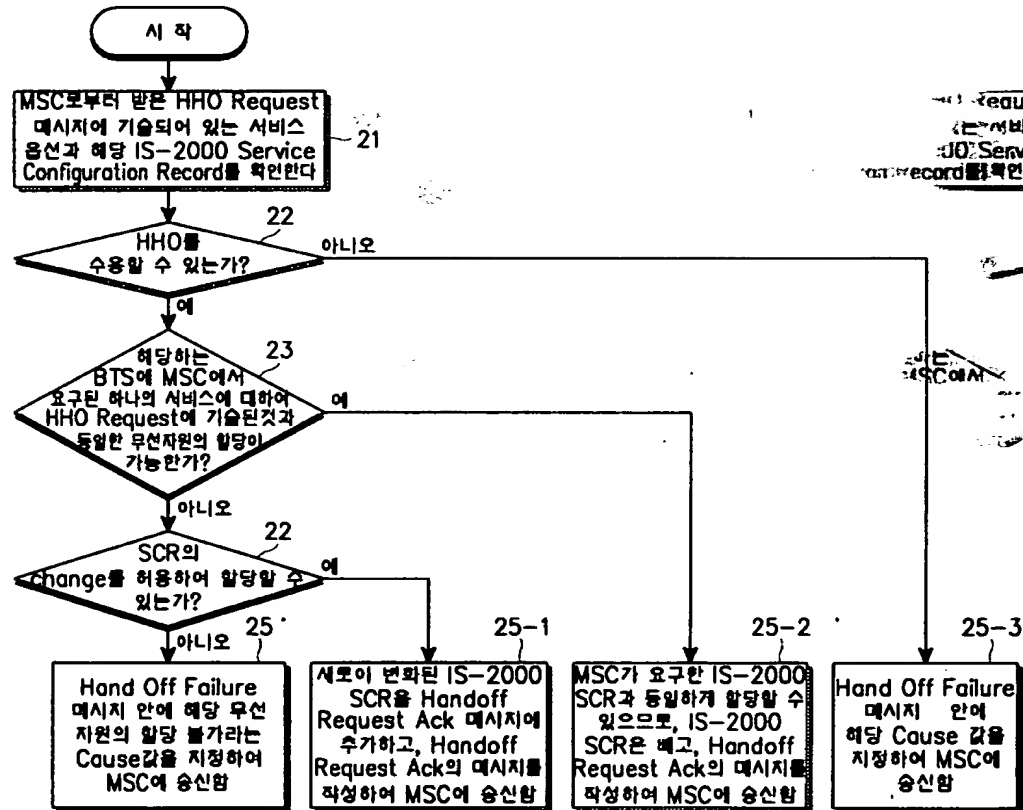 시 작
MSC로부터 받은 HHO Request
메시지에 기술되어 있는 서비스
옵션과 해당 IS-2000 Service
Configuration Record를 확인한다
21
HHO를
수용할 수 있는가?
22
아니오
예
해당하는
BTS에 MSC에서
요구된 하나의 서비스에 대하여
HHO Request에 기술된것과
동일한 무선자원의 할당이
가능한가?
23
예
아니오
SCR의
change를 허용하여 할당할 수
있는가?
22
예
아니오
25
Hand Off Failure
메시지 안에 해당 무선
자원의 할당 불가라는
Cause값을 지정하여
MSC에 송신함
25-1
새로이 변화된 IS-2000
SCR을 Handoff
Request Ack 메시지에
추가하고, Handoff
Request Ack의 메시지를
작성하여 MSC에 송신함
25-2
MSC가 요구한 IS-2000
SCR과 동일하게 할당할 수
있으므로, IS-2000
SCR은 빼고, Handoff
Request Ack의 메시지를
작성하여 MSC에 송신함
25-3
Hand Off Failure
메시지 안에
해당 Cause 값을
지정하여 MSC에
송신함
record를 확인
MSC에서